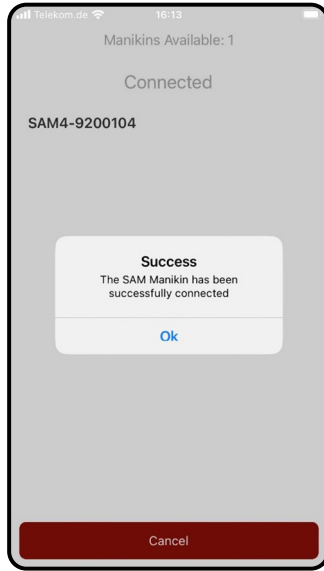 Telekom.de 16:13
Manikins Available: 1
Connected
SAM4-9200104
Success
The SAM Manikin has been
successfully connected
Ok
Cancel